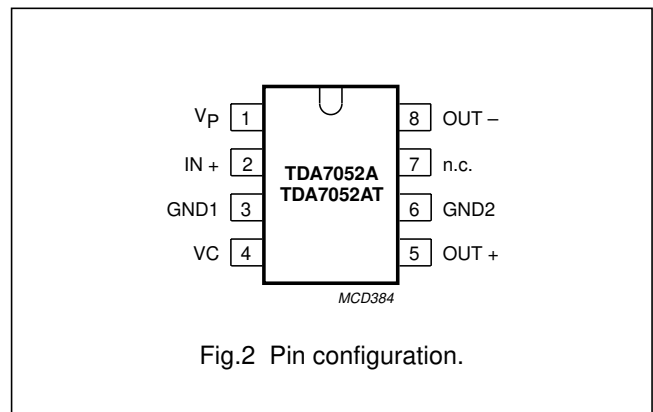 V_P 1 8 OUT –
IN + 2 7 n.c.
TDA7052A
TDA7052AT
GND1 3 6 GND2
VC 4 5 OUT +
MCD384
Fig.2 Pin configuration.